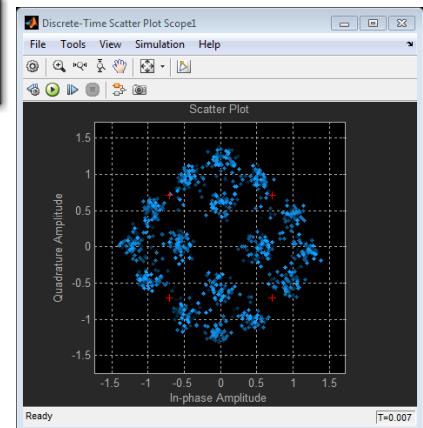 Discrete-Time Scatter Plot Scope1
File Tools View Simulation Help
Scatter Plot
1.5
1
0.5
0
-0.5
-1
-1.5
Quadrature Amplitude
-1.5 -1 -0.5 0 0.5 1 1.5
In-phase Amplitude
Ready T=0.007